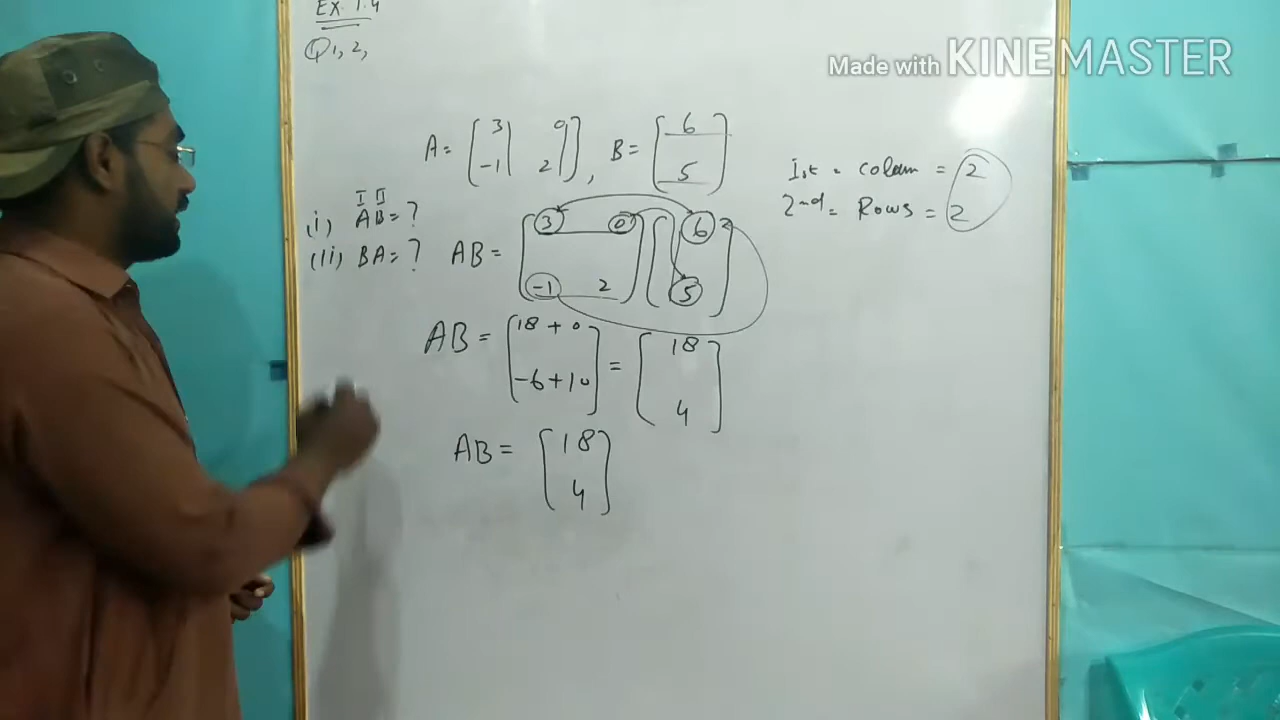 Ex. 1.4
Q1, 2,
Made with KINEMASTER
A = [3 0
-1 2], B = [6
5]
Ist = colum = 2
2nd = Rows = 2
I II
(i) AB = ?
(ii) BA = ?
AB = [3 0
-1 2] [6
5]
AB = [18 + 0
-6 + 10] = [18
4]
AB = [18
4]